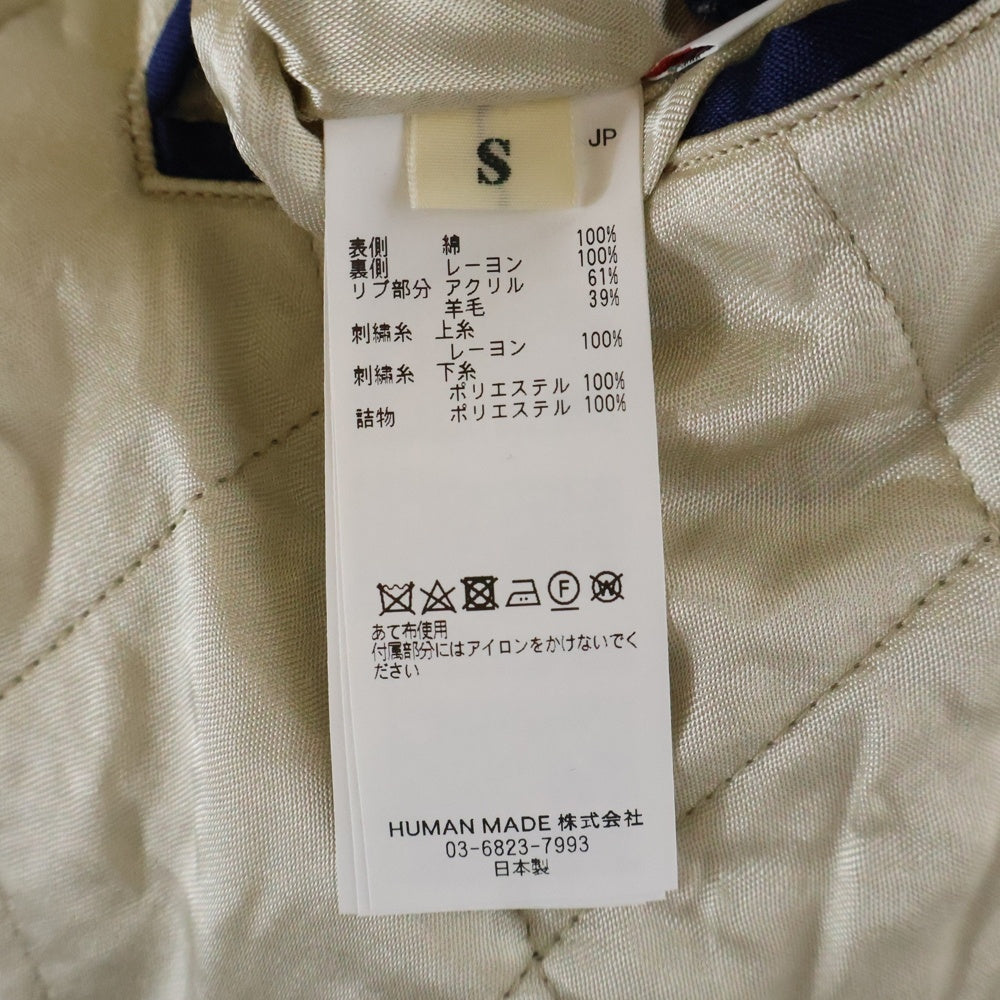 S
JP
表側 綿 100%
裏側 レーヨン 100%
リブ部分 アクリル 61%
羊毛 39%
刺繍糸 上糸
レーヨン 100%
刺繍糸 下糸
ポリエステル 100%
詰物 ポリエステル 100%
F
W
あて布使用
付属部分にはアイロンをかけないでく
ださい
HUMAN MADE 株式会社
03-6823-7993
日本製